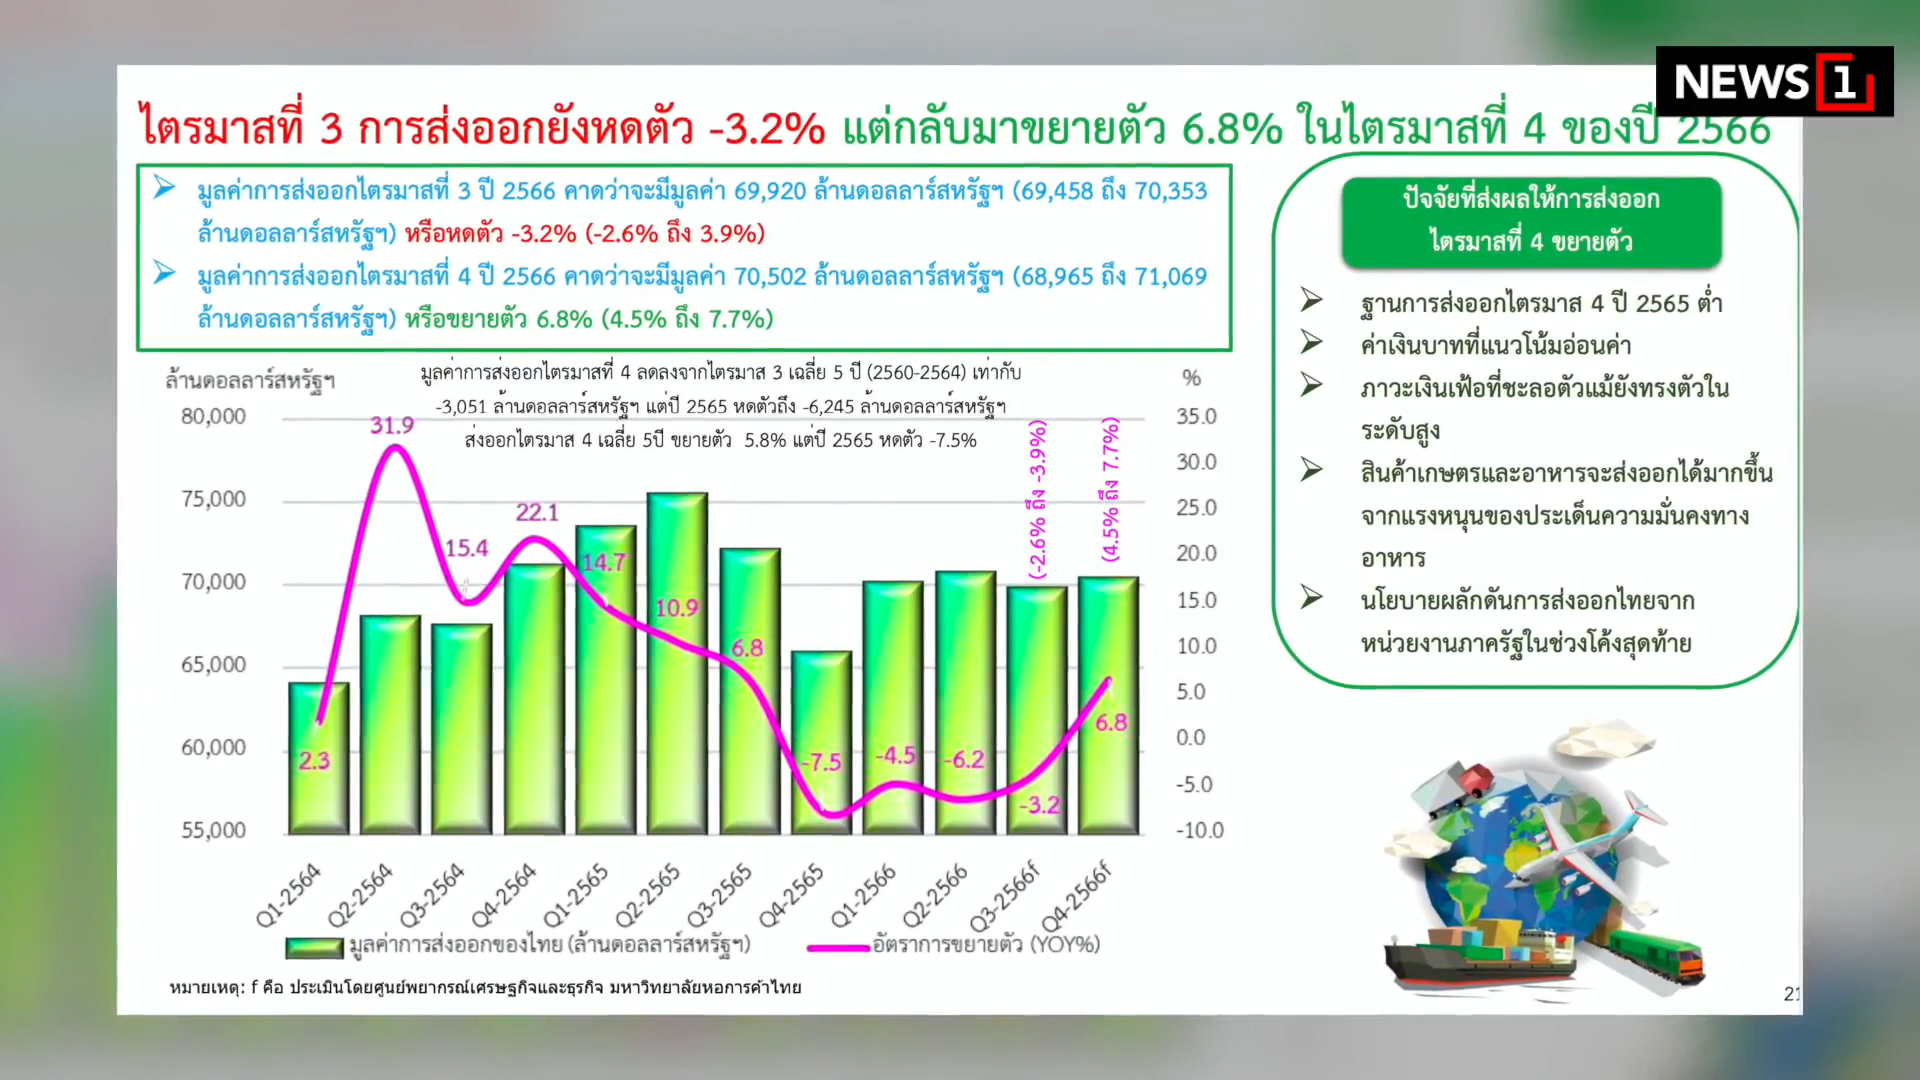 NEWS 1
ไตรมาสที่ 3 การส่งออกยังหดตัว -3.2% แต่กลับมาขยายตัว 6.8% ในไตรมาสที่ 4 ของปี 2566
มูลค่าการส่งออกไตรมาสที่ 3 ปี 2566 คาดว่าจะมีมูลค่า 69,920 ล้านดอลลาร์สหรัฐฯ (69,458 ถึง 70,353
ล้านดอลลาร์สหรัฐฯ) หรือหดตัว -3.2% (-2.6% ถึง 3.9%)
มูลค่าการส่งออกไตรมาสที่ 4 ปี 2566 คาดว่าจะมีมูลค่า 70,502 ล้านดอลลาร์สหรัฐฯ (68,965 ถึง 71,069
ล้านดอลลาร์สหรัฐฯ) หรือขยายตัว 6.8% (4.5% ถึง 7.7%)
ล้านดอลลาร์สหรัฐฯ
มูลค่าการส่งออกไตรมาสที่ 4 ลดลงจากไตรมาส 3 เฉลี่ย 5 ปี (2560-2564) เท่ากับ
-3,051 ล้านดอลลาร์สหรัฐฯ แต่ปี 2565 หดตัวถึง -6,245 ล้านดอลลาร์สหรัฐฯ
ส่งออกไตรมาส 4 เฉลี่ย 5ปี ขยายตัว 5.8% แต่ปี 2565 หดตัว -7.5%
%
80,000
75,000
70,000
65,000
60,000
55,000
2.3
31.9
15.4
22.1
14.7
10.9
6.8
-7.5
-4.5
-6.2
-3.2
6.8
(-2.6% ถึง -3.9%)
(4.5% ถึง 7.7%)
35.0
30.0
25.0
20.0
15.0
10.0
5.0
0.0
-5.0
-10.0
Q1-2564
Q2-2564
Q3-2564
Q4-2564
Q1-2565
Q2-2565
Q3-2565
Q4-2565
Q1-2566
Q2-2566
Q3-2566f
Q4-2566f
มูลค่าการส่งออกของไทย (ล้านดอลลาร์สหรัฐฯ)
อัตราการขยายตัว (YOY%)
หมายเหตุ: f คือ ประเมินโดยศูนย์พยากรณ์เศรษฐกิจและธุรกิจ มหาวิทยาลัยหอการค้าไทย
ปัจจัยที่ส่งผลให้การส่งออก
ไตรมาสที่ 4 ขยายตัว
ฐานการส่งออกไตรมาส 4 ปี 2565 ต่ำ
ค่าเงินบาทที่แนวโน้มอ่อนค่า
ภาวะเงินเฟ้อที่ชะลอตัวแม้ยังทรงตัวใน
ระดับสูง
สินค้าเกษตรและอาหารจะส่งออกได้มากขึ้น
จากแรงหนุนของประเด็นความมั่นคงทาง
อาหาร
นโยบายผลักดันการส่งออกไทยจาก
หน่วยงานภาครัฐในช่วงโค้งสุดท้าย
21